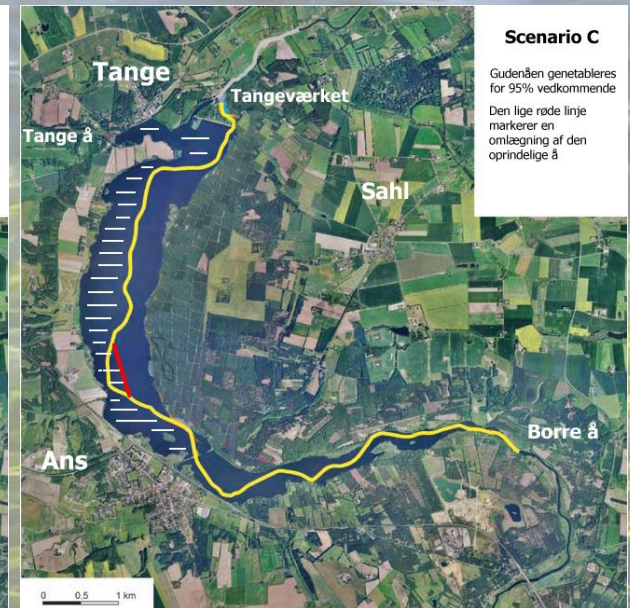 Scenario C
Gudenåen genetableres
for 95% vedkommende
Den lige røde linje
markerer en
omlægning af den
oprindelige å
Tange
Tangeværket
Tange å
Sahl
Borre å
Ans
0 0,5 1 km